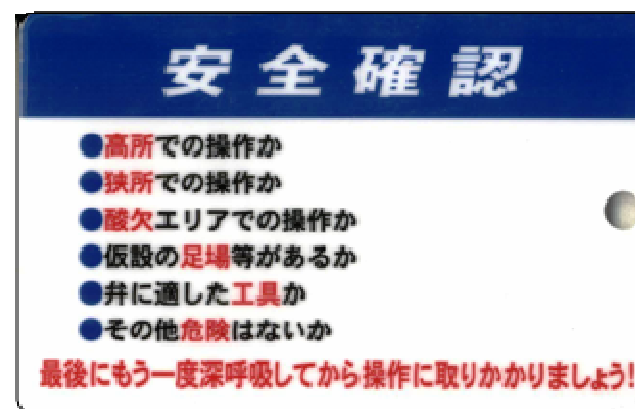 安全確認
●高所での操作か
●狭所での操作か
●酸欠エリアでの操作か
●仮設の足場等があるか
●弁に適した工具か
●その他危険はないか
最後にもう一度深呼吸してから操作に取りかかりましょう!